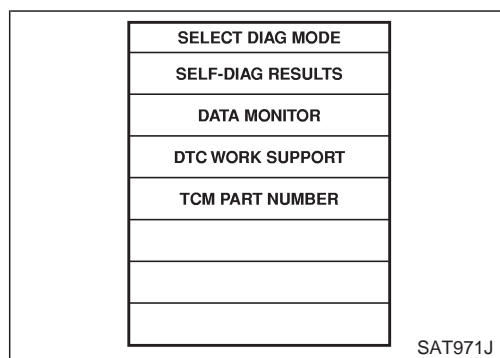 SELECT DIAG MODE
SELF-DIAG RESULTS
DATA MONITOR
DTC WORK SUPPORT
TCM PART NUMBER
SAT971J